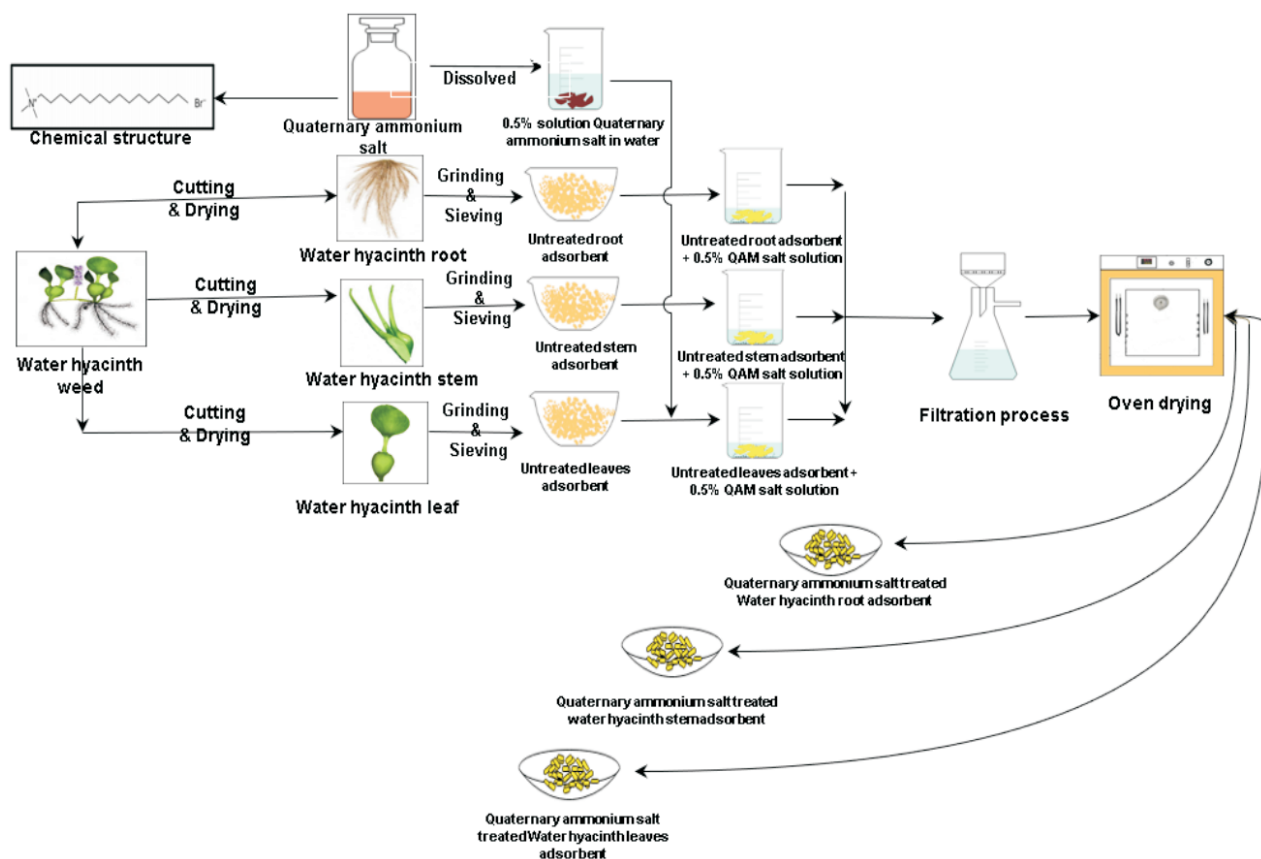 N⁺
Br⁻
Chemical structure
Quaternary ammonium
salt
Dissolved
0.5% solution Quaternary
ammonium salt in water
Cutting
& Drying
Water hyacinth root
Grinding
&
Sieving
Untreated root
adsorbent
Untreated root adsorbent
+ 0.5% QAM salt solution
Water hyacinth
weed
Cutting
& Drying
Water hyacinth stem
Grinding
&
Sieving
Untreated stem
adsorbent
Untreated stem adsorbent
+ 0.5% QAM salt solution
Cutting
& Drying
Water hyacinth leaf
Grinding
&
Sieving
Untreated leaves
adsorbent
Untreated leaves adsorbent +
0.5% QAM salt solution
Filtration process
Oven drying
Quaternary ammonium salt treated
Water hyacinth root adsorbent
Quaternary ammonium salt treated
water hyacinth stem adsorbent
Quaternary ammonium salt
treated Water hyacinth leaves
adsorbent